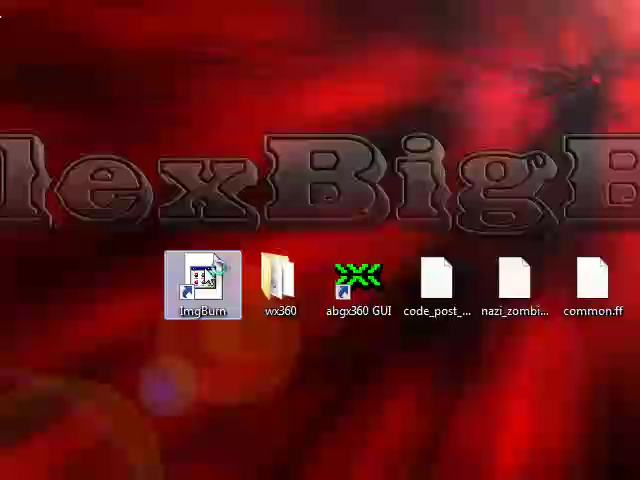 lexBigB
ImgBurn
wx360
abgx360 GUI
code_post_...
nazi_zombi...
common.ff